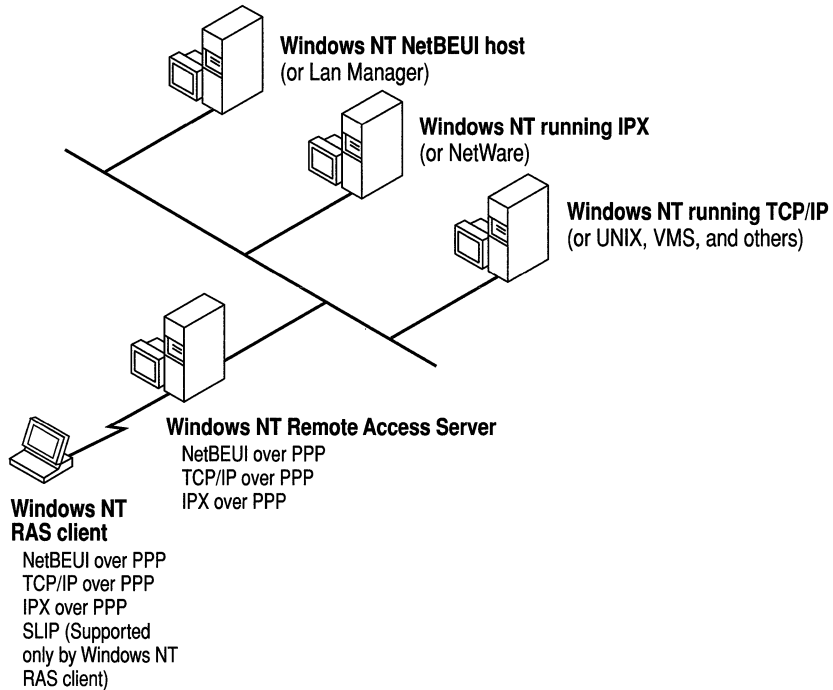 Windows NT NetBEUI host
(or Lan Manager)
Windows NT running IPX
(or NetWare)
Windows NT running TCP/IP
(or UNIX, VMS, and others)
Windows NT Remote Access Server
NetBEUI over PPP
TCP/IP over PPP
IPX over PPP
Windows NT
RAS client
NetBEUI over PPP
TCP/IP over PPP
IPX over PPP
SLIP (Supported
only by Windows NT
RAS client)